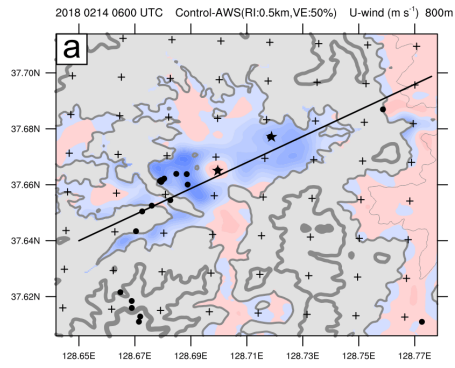 2018 0214 0600 UTC Control-AWS(RI:0.5km,VE:50%) U-wind (m s⁻¹) 800m
a
37.70N
37.68N
37.66N
37.64N
37.62N
128.65E 128.67E 128.69E 128.71E 128.73E 128.75E 128.77E